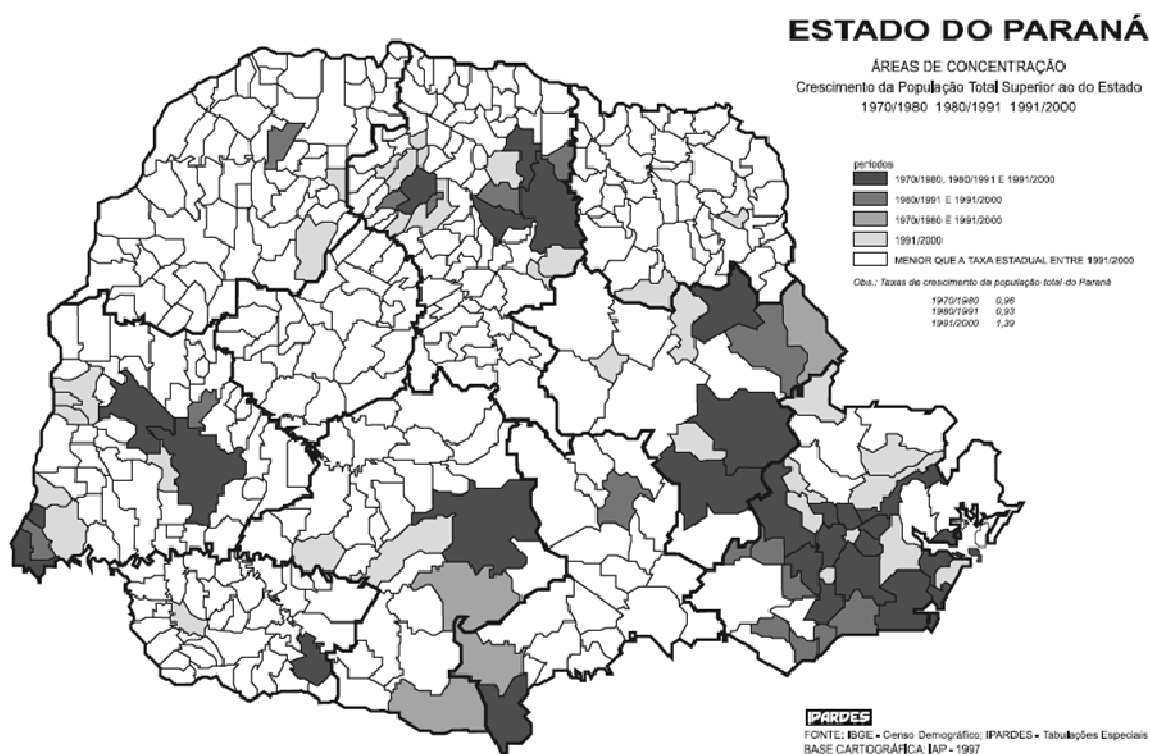 ESTADO DO PARANÁ
ÁREAS DE CONCENTRAÇÃO
Crescimento da População Total Superior ao do Estado
1970/1980 1980/1991 1991/2000
períodos
1970/1980, 1980/1991 E 1991/2000
1980/1991 E 1991/2000
1970/1980 E 1991/2000
1991/2000
MENOR QUE A TAXA ESTADUAL ENTRE 1991/2000
Obs.: Taxas de crescimento da população total do Paraná
1970/1980 0,96
1980/1991 0,93
1991/2000 1,39
IPARDES
FONTE: IBGE - Censo Demográfico; IPARDES - Tabulações Especiais
BASE CARTOGRÁFICA: IAP - 1997